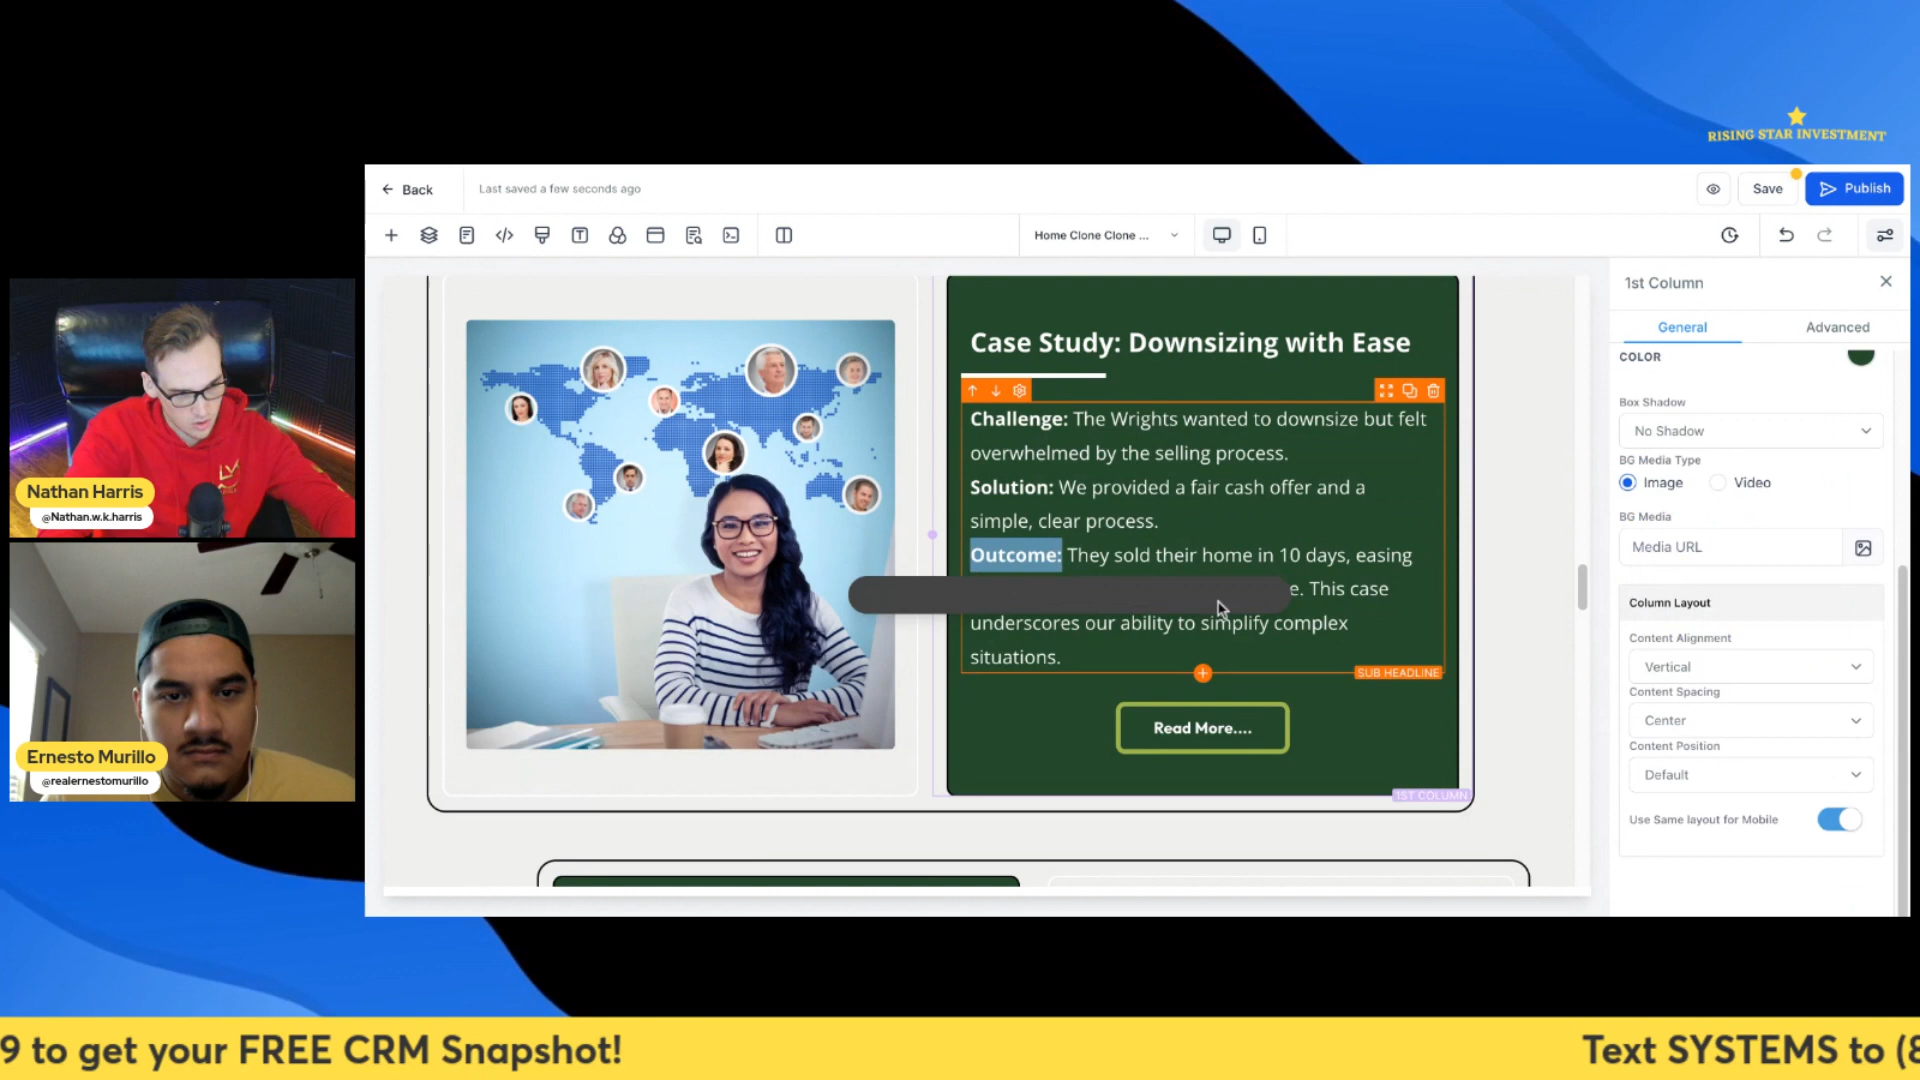 RISING STAR INVESTMENT
Back
Last saved a few seconds ago
Save
Publish
Home Clone Clone ...
1st Column
General
Advanced
COLOR
Box Shadow
No Shadow
BG Media Type
Image
Video
BG Media
Media URL
Column Layout
Content Alignment
Vertical
Content Spacing
Center
Content Position
Default
Use Same layout for Mobile
Case Study: Downsizing with Ease
Challenge: The Wrights wanted to downsize but felt
overwhelmed by the selling process.
Solution: We provided a fair cash offer and a
simple, clear process.
Outcome: They sold their home in 10 days, easing
e. This case
underscores our ability to simplify complex
situations.
SUB HEADLINE
Read More....
1ST COLUMN
Nathan Harris
@Nathan.w.k.harris
Ernesto Murillo
@realernestomurillo
9 to get your FREE CRM Snapshot!
Text SYSTEMS to (8